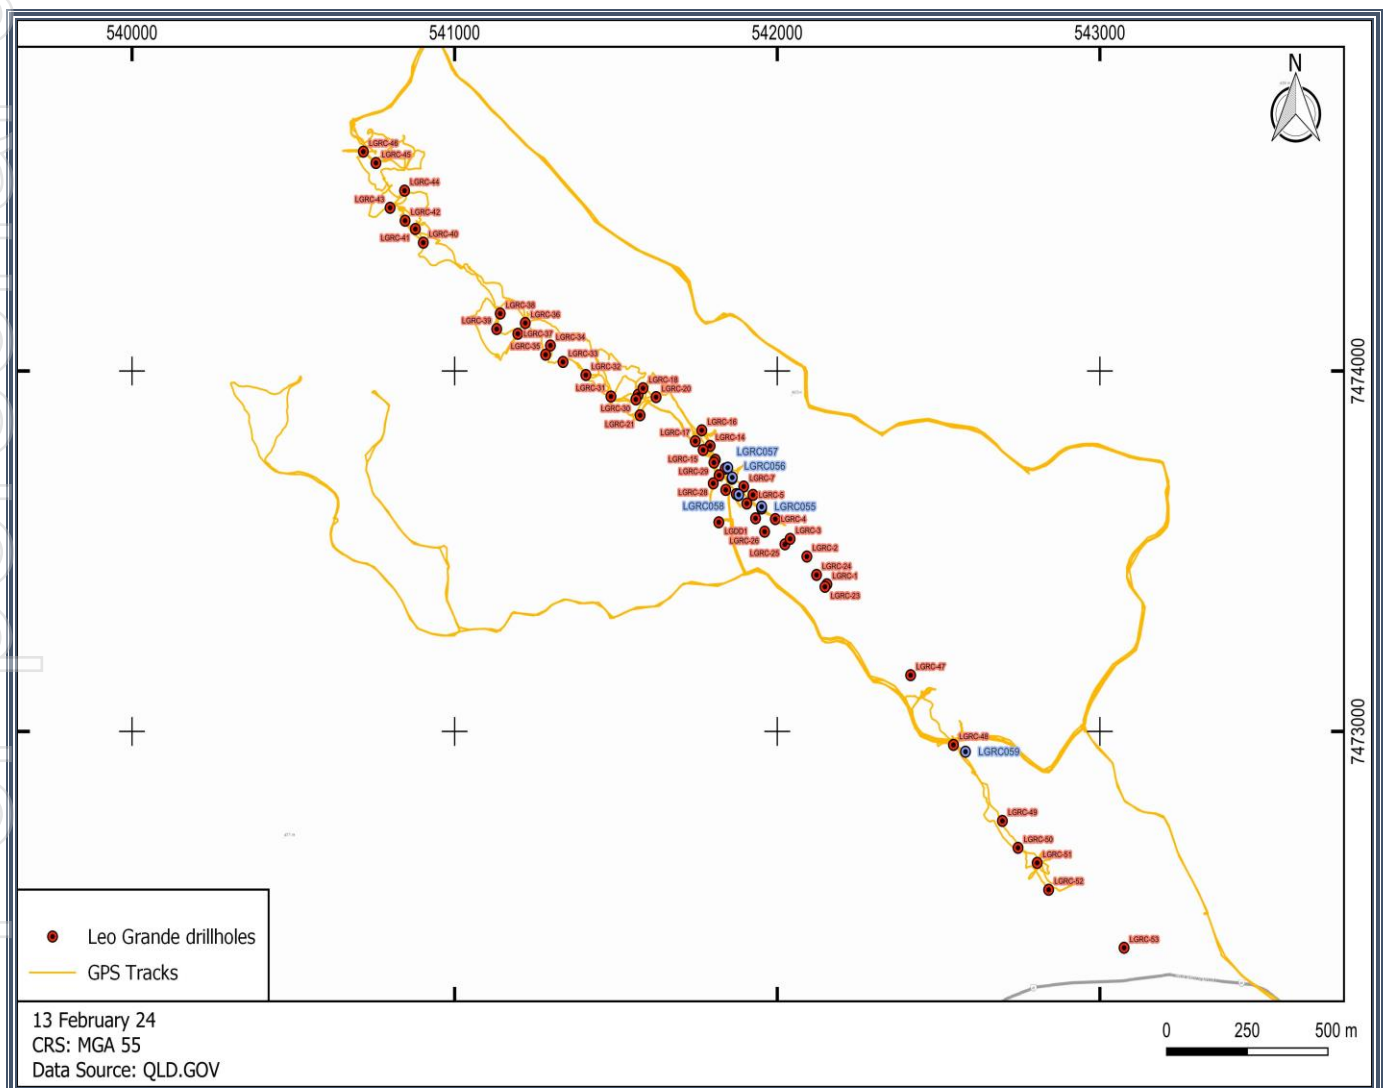 540000
541000
542000
543000
N
LGRC-46
LGRC-45
LGRC-44
LGRC-43
LGRC-42
LGRC-41
LGRC-40
LGRC-38
LGRC-39
LGRC-36
LGRC-37
LGRC-34
LGRC-35
LGRC-33
LGRC-32
7474000
LGRC-31
LGRC-18
LGRC-20
LGRC-30
LGRC-21
LGRC-16
LGRC-17
LGRC-14
LGRC057
LGRC-15
LGRC056
LGRC-29
LGRC-7
LGRC-28
LGRC-5
LGRC058
LGRC055
LGRC-4
LGDD1
LGRC-3
LGRC-26
LGRC-25
LGRC-2
LGRC-24
LGRC-1
LGRC-23
LGRC-47
7473000
LGRC-48
LGRC059
LGRC-49
LGRC-50
LGRC-51
LGRC-52
LGRC-53
Leo Grande drillholes
GPS Tracks
13 February 24
CRS: MGA 55
Data Source: QLD.GOV
0 250 500 m